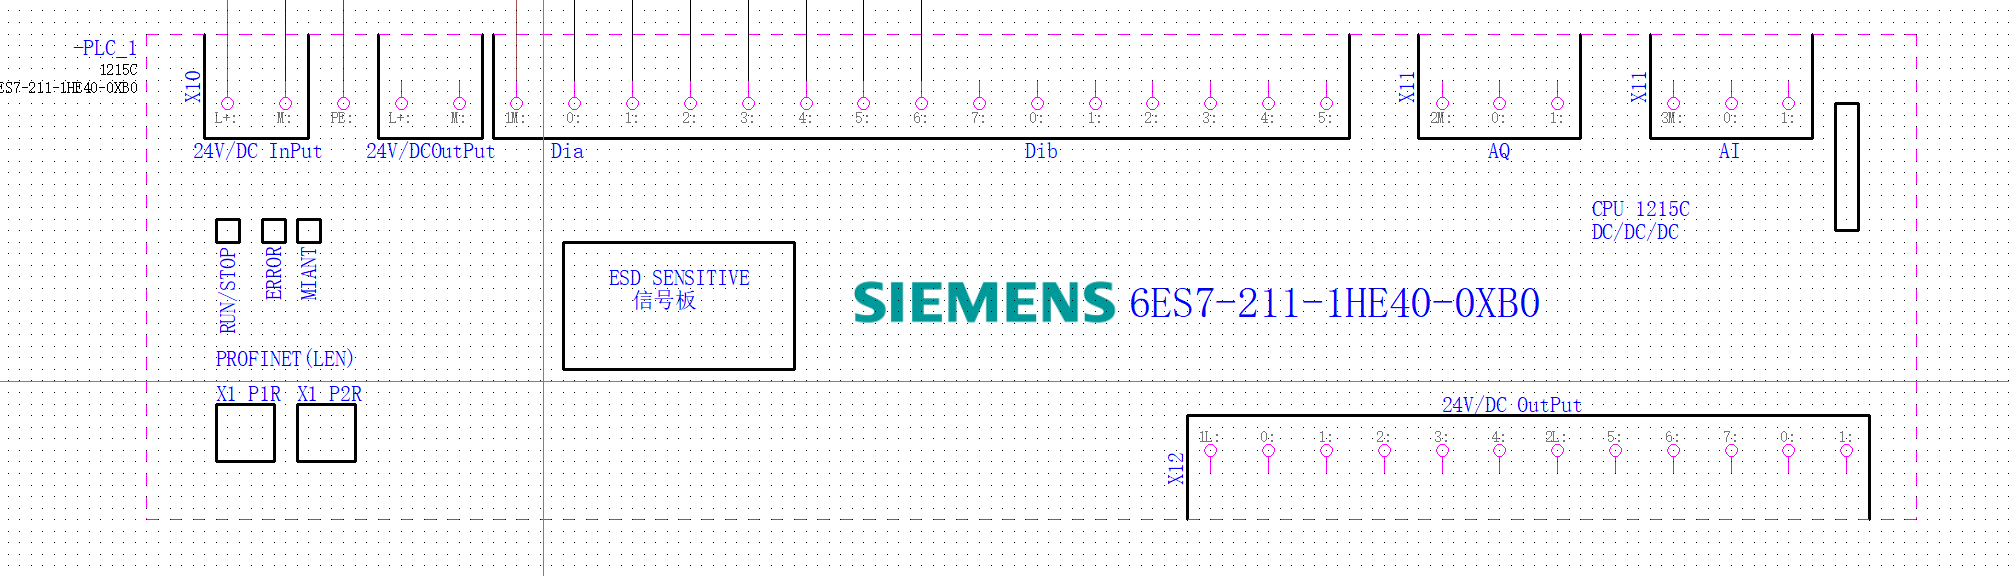 -PLC_1
1215C
ES7-211-1HE40-0XB0
X10
L+: M: PE: L+: M: 1M: 0: 1: 2: 3: 4: 5: 6: 7: 0: 1: 2: 3: 4: 5:
X11
2M: 0: 1:
X11
3M: 0: 1:
24V/DC InPut
24V/DCOutPut
Dia
Dib
AQ
AI
CPU 1215C
DC/DC/DC
RUN/STOP
ERROR
MIANT
ESD SENSITIVE
信号板
SIEMENS
6ES7-211-1HE40-0XB0
PROFINET(LEN)
X1 P1R X1 P2R
24V/DC OutPut
X12
1L: 0: 1: 2: 3: 4: 2L: 5: 6: 7: 0: 1: